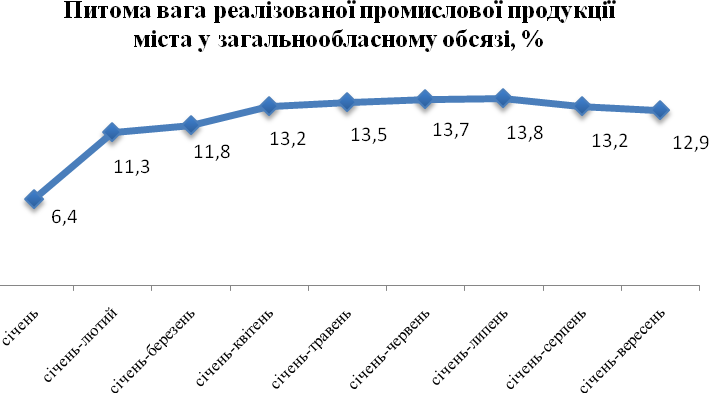 Питома вага реалізованої промислової продукції
міста у загальнообласному обсязі, %
6,4
11,3
11,8
13,2
13,5
13,7
13,8
13,2
12,9
січень
січень-лютий
січень-березень
січень-квітень
січень-травень
січень-червень
січень-липень
січень-серпень
січень-вересень